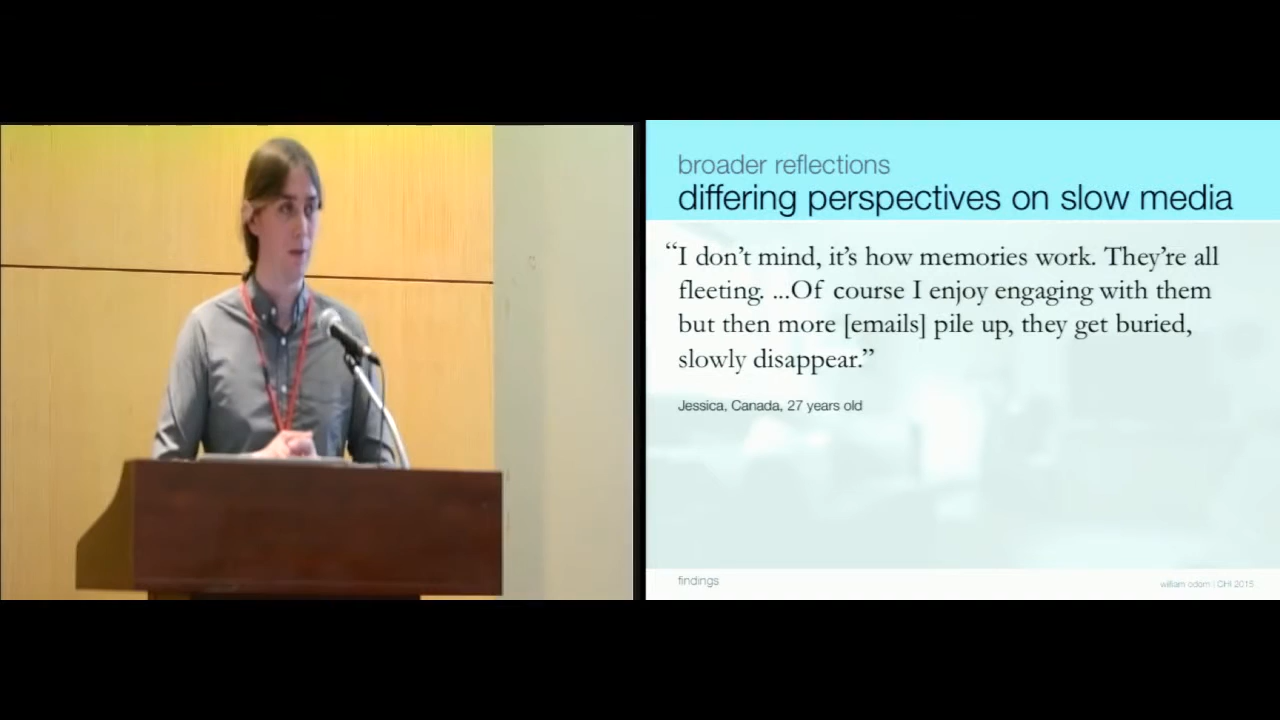 broader reflections
differing perspectives on slow media
“I don’t mind, it’s how memories work. They’re all
fleeting. ...Of course I enjoy engaging with them
but then more [emails] pile up, they get buried,
slowly disappear.”
Jessica, Canada, 27 years old
findings
william odom | CHI 2015